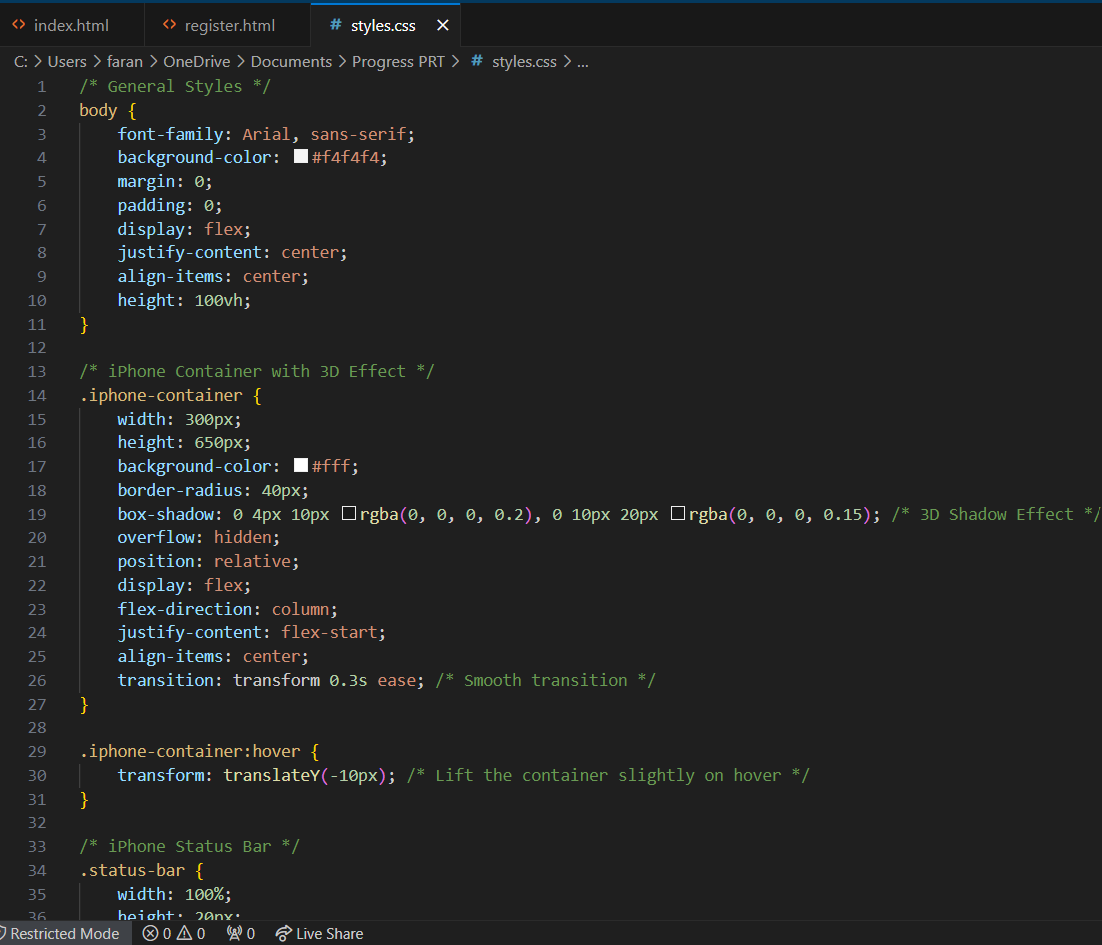 index.html register.html # styles.css
C: > Users > faran > OneDrive > Documents > Progress PRT > # styles.css > ...
1 /* General Styles */
2 body {
3 font-family: Arial, sans-serif;
4 background-color: #f4f4f4;
5 margin: 0;
6 padding: 0;
7 display: flex;
8 justify-content: center;
9 align-items: center;
10 height: 100vh;
11 }
12
13 /* iPhone Container with 3D Effect */
14 .iphone-container {
15 width: 300px;
16 height: 650px;
17 background-color: #fff;
18 border-radius: 40px;
19 box-shadow: 0 4px 10px rgba(0, 0, 0, 0.2), 0 10px 20px rgba(0, 0, 0, 0.15); /* 3D Shadow Effect */
20 overflow: hidden;
21 position: relative;
22 display: flex;
23 flex-direction: column;
24 justify-content: flex-start;
25 align-items: center;
26 transition: transform 0.3s ease; /* Smooth transition */
27 }
28
29 .iphone-container:hover {
30 transform: translateY(-10px); /* Lift the container slightly on hover */
31 }
32
33 /* iPhone Status Bar */
34 .status-bar {
35 width: 100%;
36 height: 20px;
Restricted Mode 0 0 0 Live Share